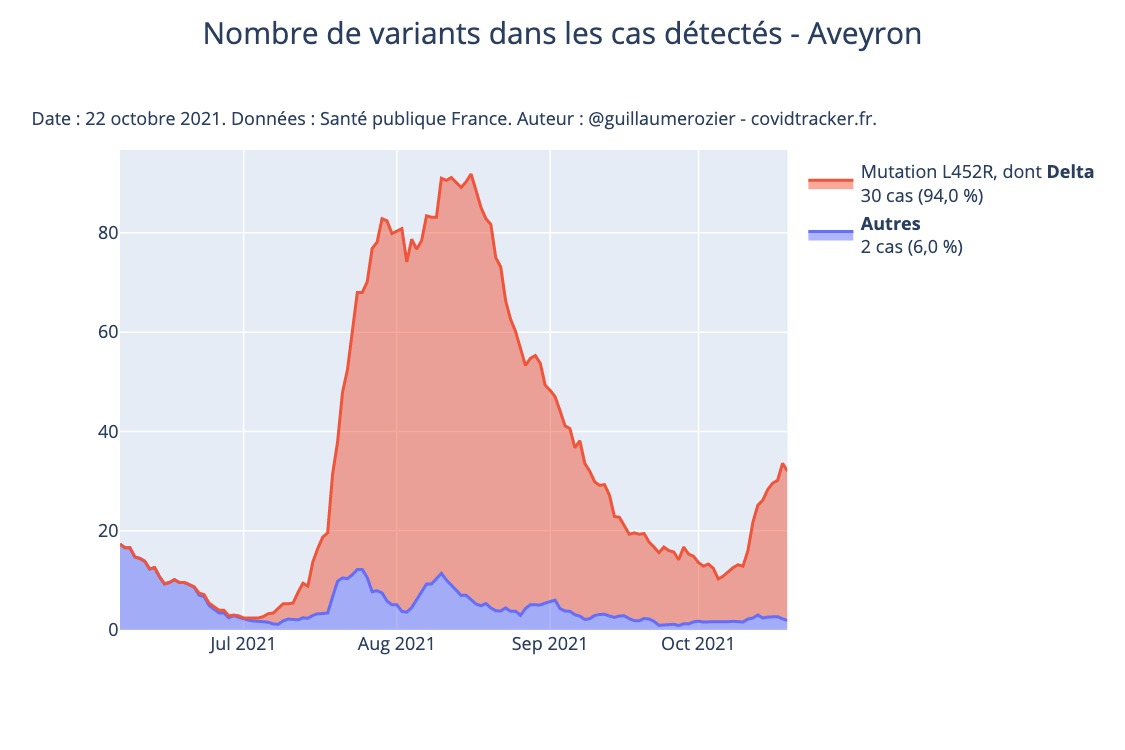 Nombre de variants dans les cas détectés - Aveyron
Date : 22 octobre 2021. Données : Santé publique France. Auteur : @guillaumerozier - covidtracker.fr.
Mutation L452R, dont Delta
30 cas (94,0 %)
Autres
2 cas (6,0 %)
80
60
40
20
0
Jul 2021
Aug 2021
Sep 2021
Oct 2021